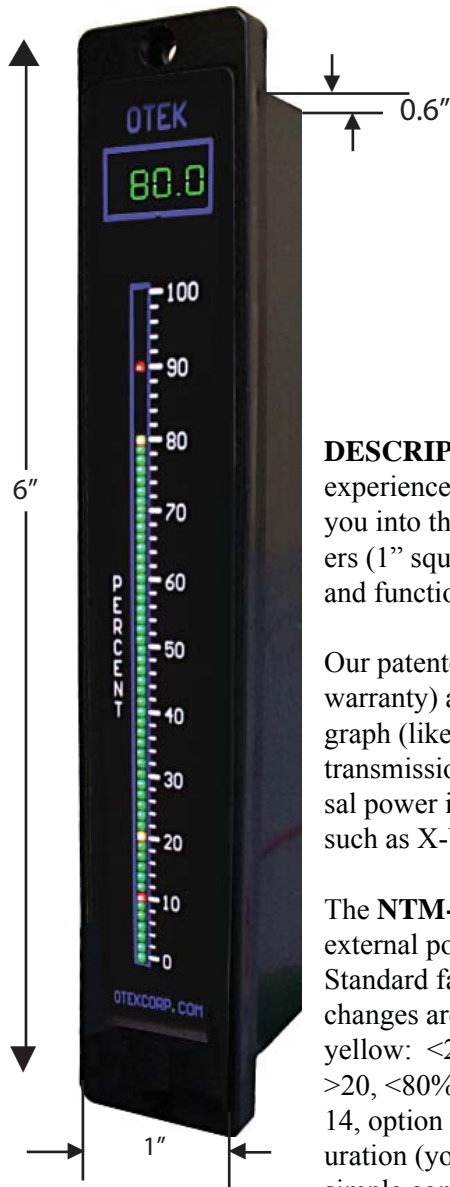 0.6”
OTEK
80.0
100
90
80
70
60
50
40
30
20
10
0
PERCENT
OTEKCORP.COM
6”
1”
DESCRIP
experience
you into th
ers (1” squ
and functio
Our patent
warranty) a
graph (like
transmissio
sal power i
such as X-
The NTM-
external po
Standard fa
changes are
yellow: <2
>20, <80%
14, option
uration (yo